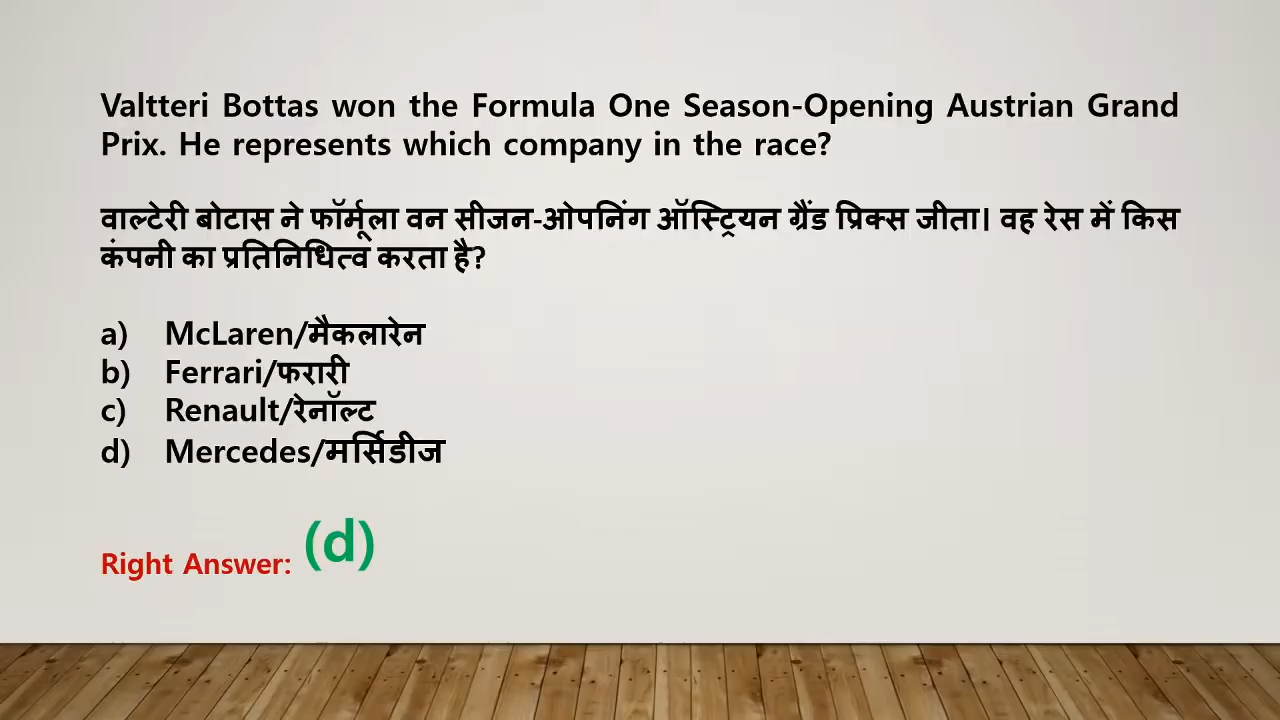 Valtteri Bottas won the Formula One Season-Opening Austrian Grand
Prix. He represents which company in the race?
वाल्टेरी बोटास ने फॉर्मूला वन सीजन-ओपनिंग ऑस्ट्रियन ग्रैंड प्रिक्स जीता। वह रेस में किस
कंपनी का प्रतिनिधित्व करता है?
a) McLaren/मैकलारेन
b) Ferrari/फरारी
c) Renault/रेनॉल्ट
d) Mercedes/मर्सिडीज
Right Answer: (d)